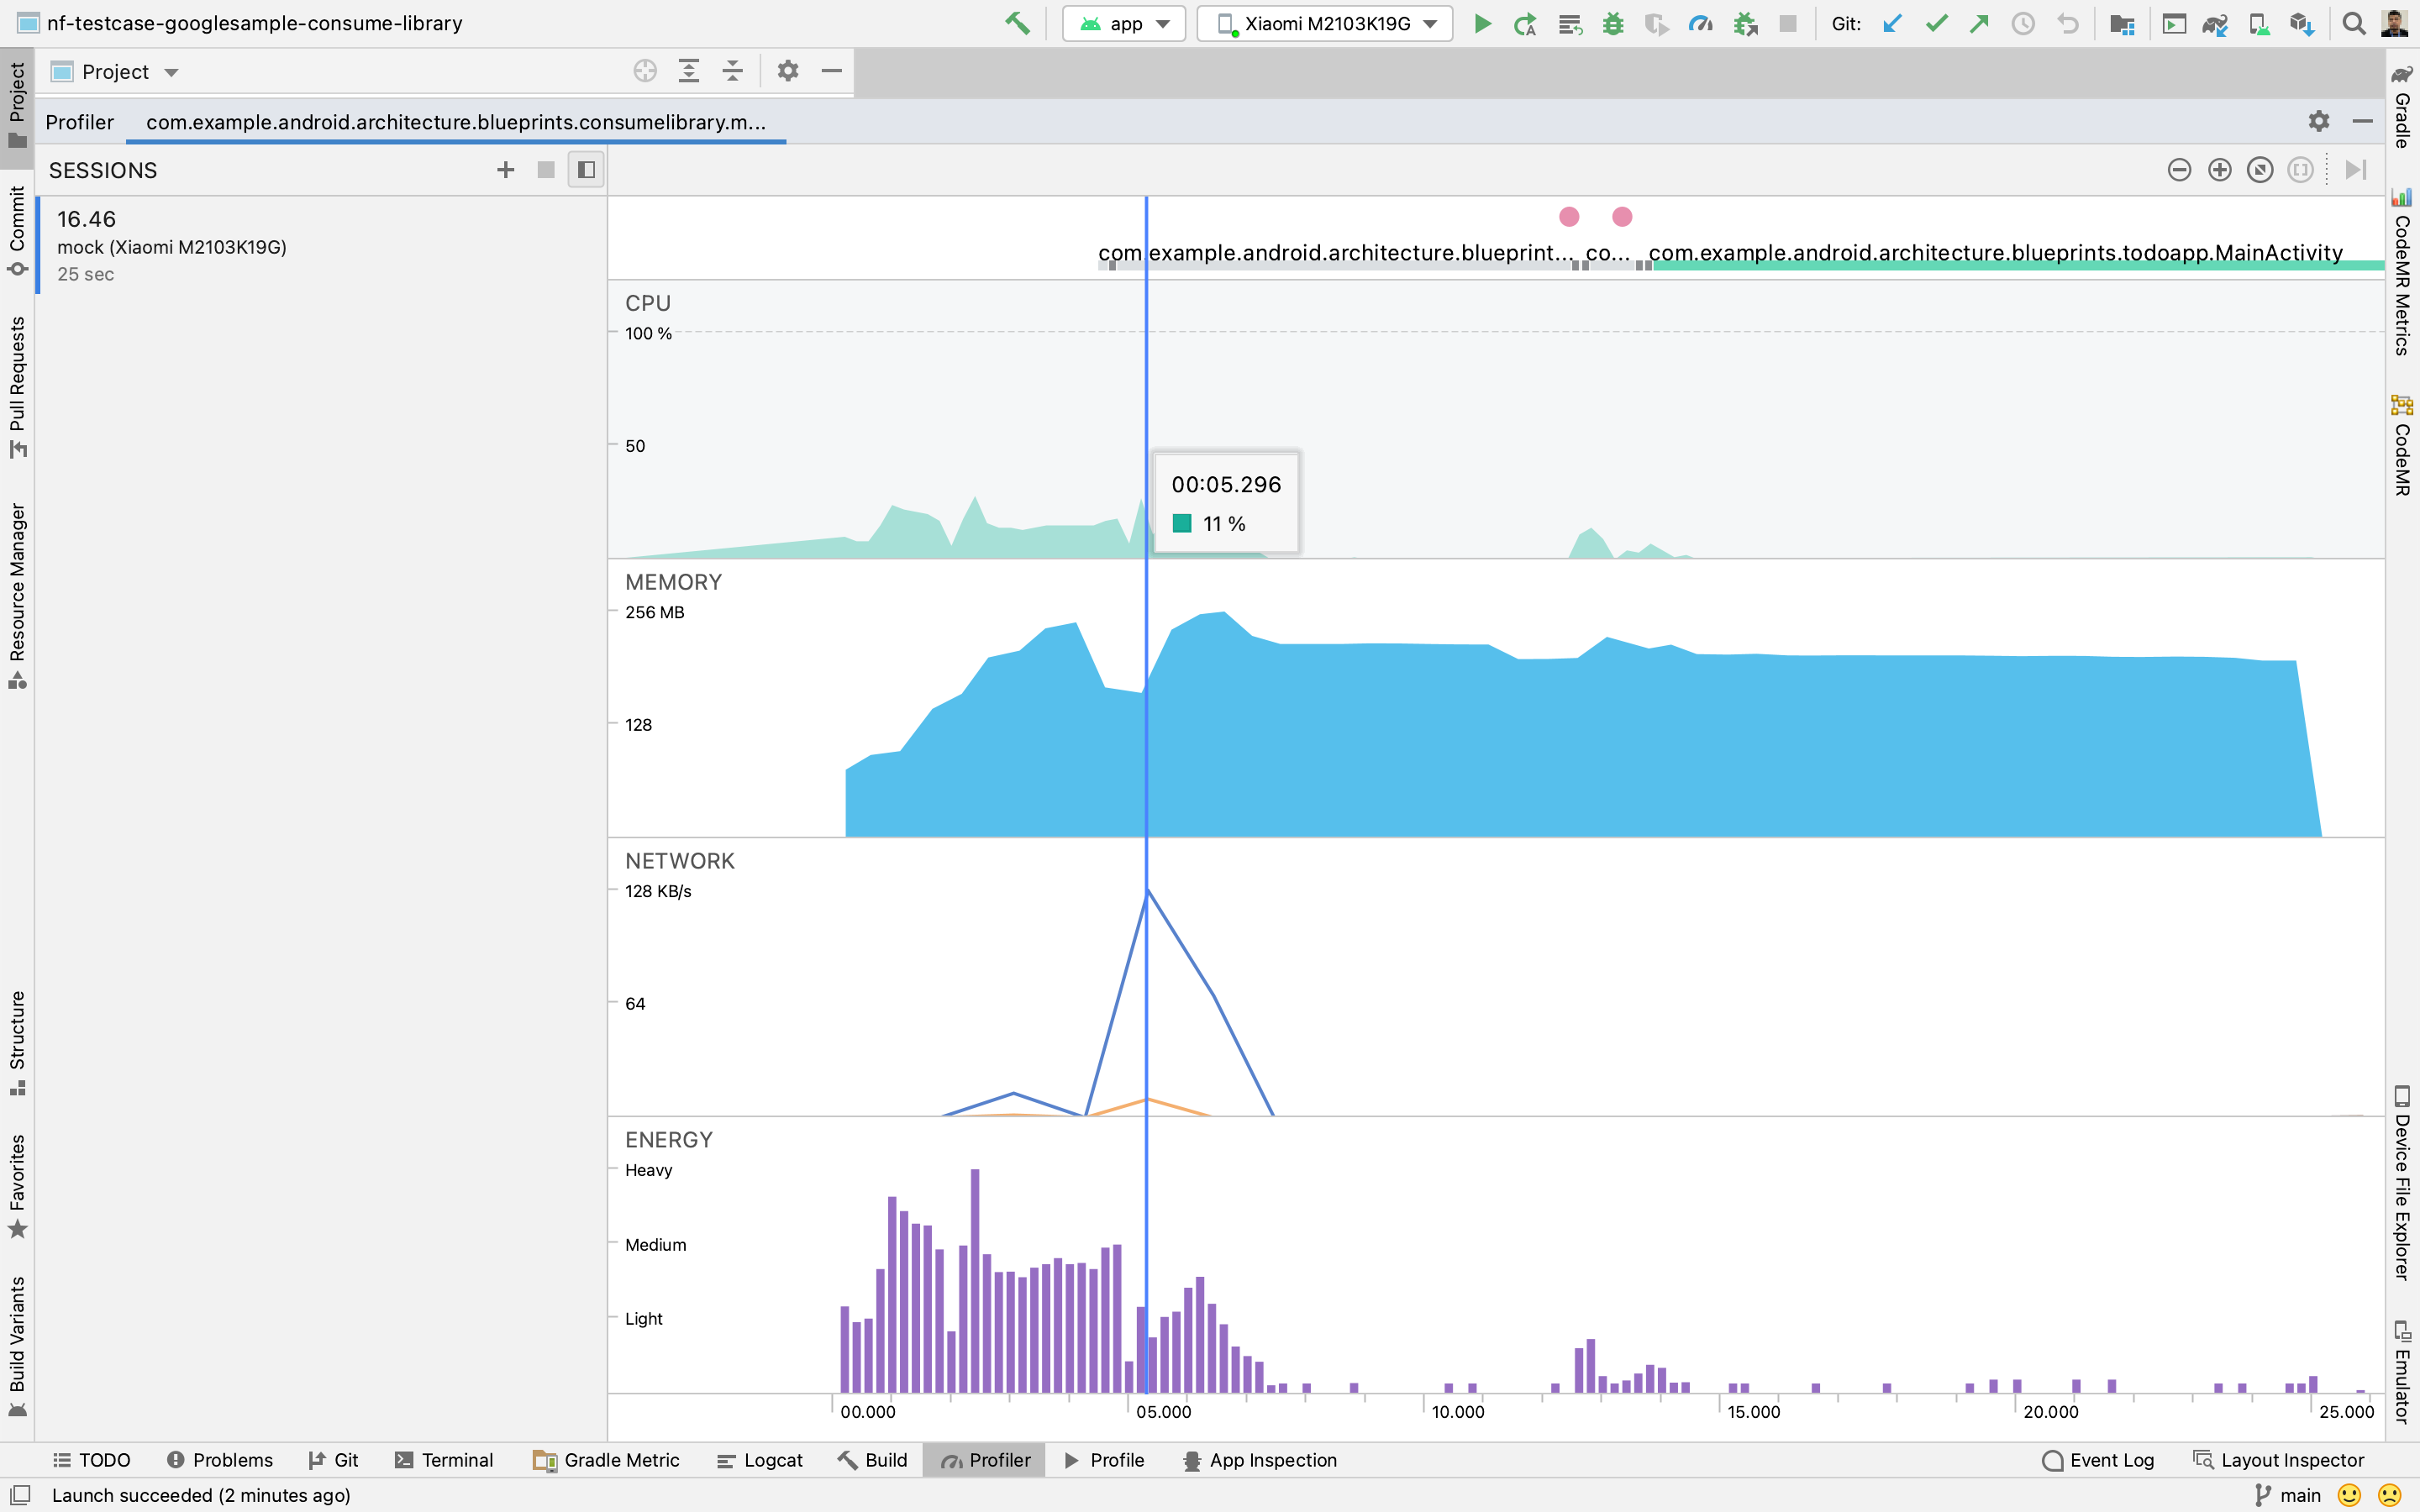 nf-testcase-googlesample-consume-library
app
Xiaomi M2103K19G
Git:
Project
Profiler
com.example.android.architecture.blueprints.consumelibrary.m...
SESSIONS
16.46
mock (Xiaomi M2103K19G)
25 sec
com.example.android.architecture.blueprint...
co...
com.example.android.architecture.blueprints.todoapp.MainActivity
CPU
100 %
50
00:05.296
11 %
MEMORY
256 MB
128
NETWORK
128 KB/s
64
ENERGY
Heavy
Medium
Light
00.000
05.000
10.000
15.000
20.000
25.000
Project
Commit
Pull Requests
Resource Manager
Structure
Favorites
Build Variants
Gradle
CodeMR Metrics
CodeMR
Device File Explorer
Emulator
TODO
Problems
Git
Terminal
Gradle Metric
Logcat
Build
Profiler
Profile
App Inspection
Event Log
Layout Inspector
Launch succeeded (2 minutes ago)
main